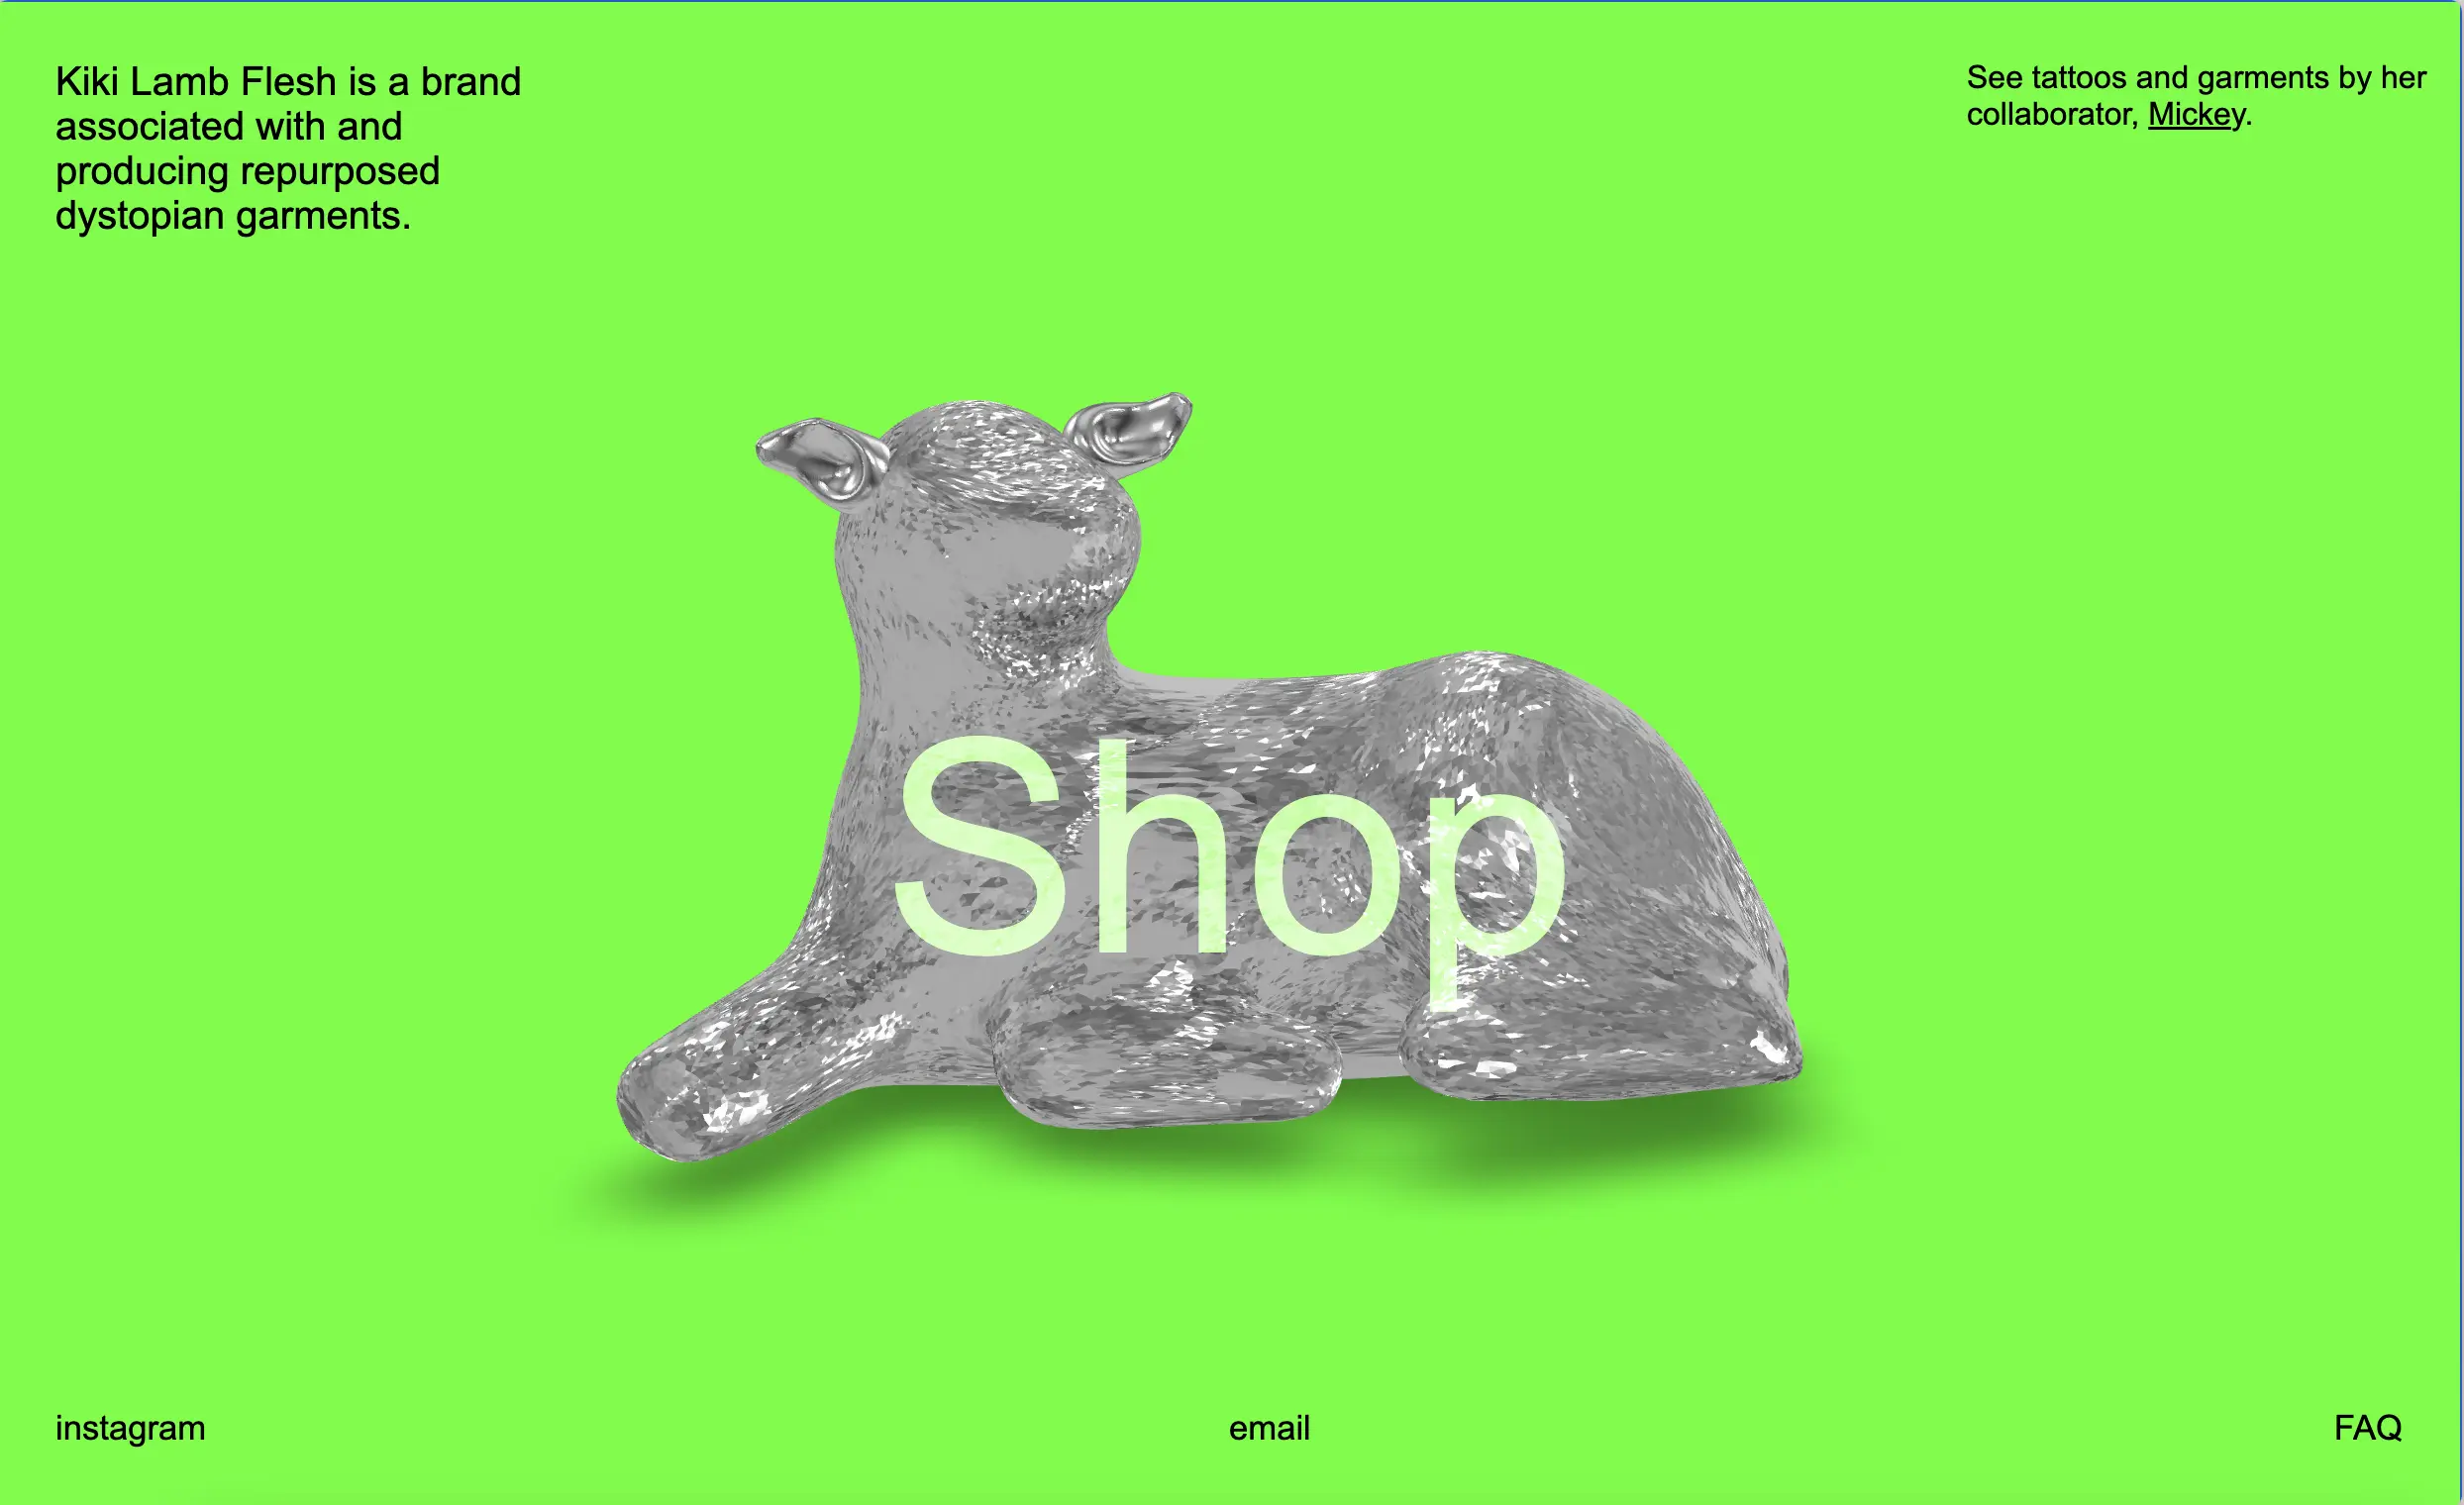 Kiki Lamb Flesh is a brand
associated with and
producing repurposed
dystopian garments.
See tattoos and garments by her
collaborator, Mickey.
Shop
instagram
email
FAQ